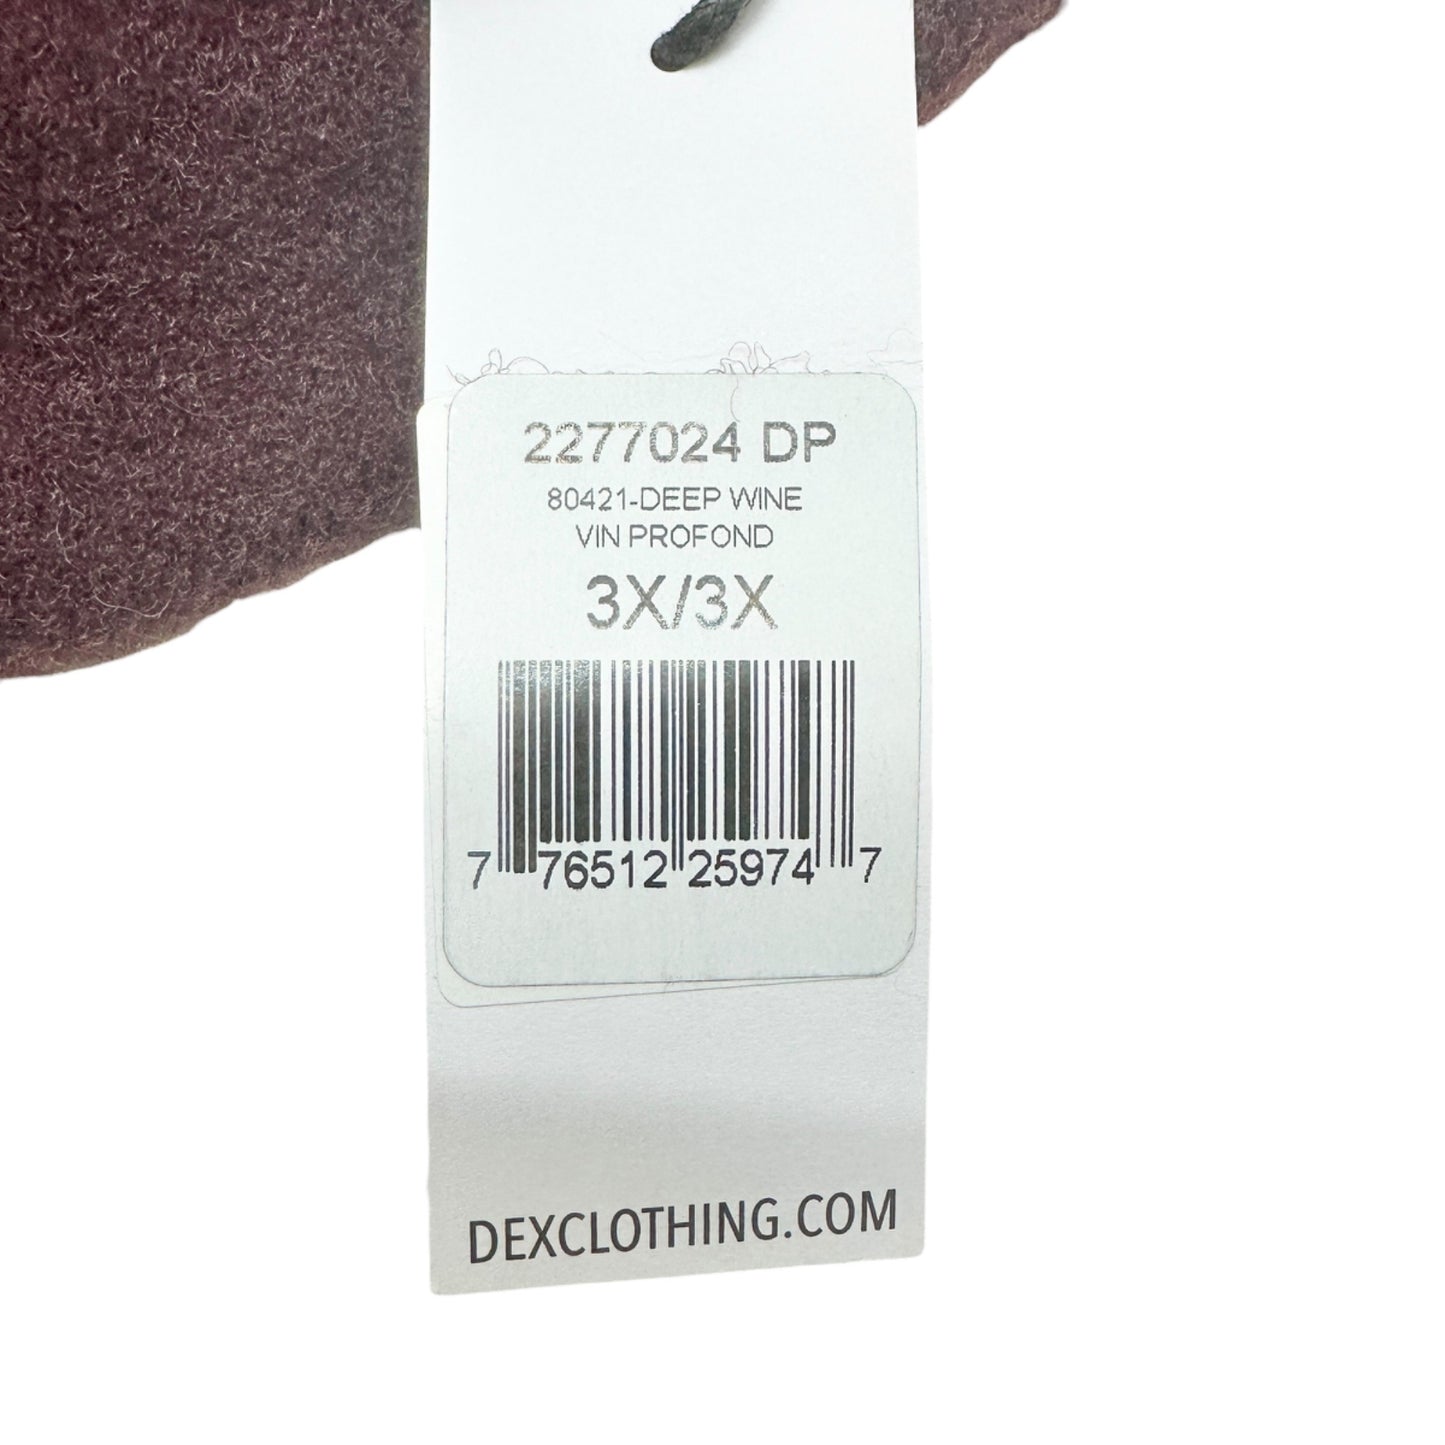 2277024 DP
80421-DEEP WINE
VIN PROFOND
3X/3X
7 76512 25974 7
DEXCLOTHING.COM